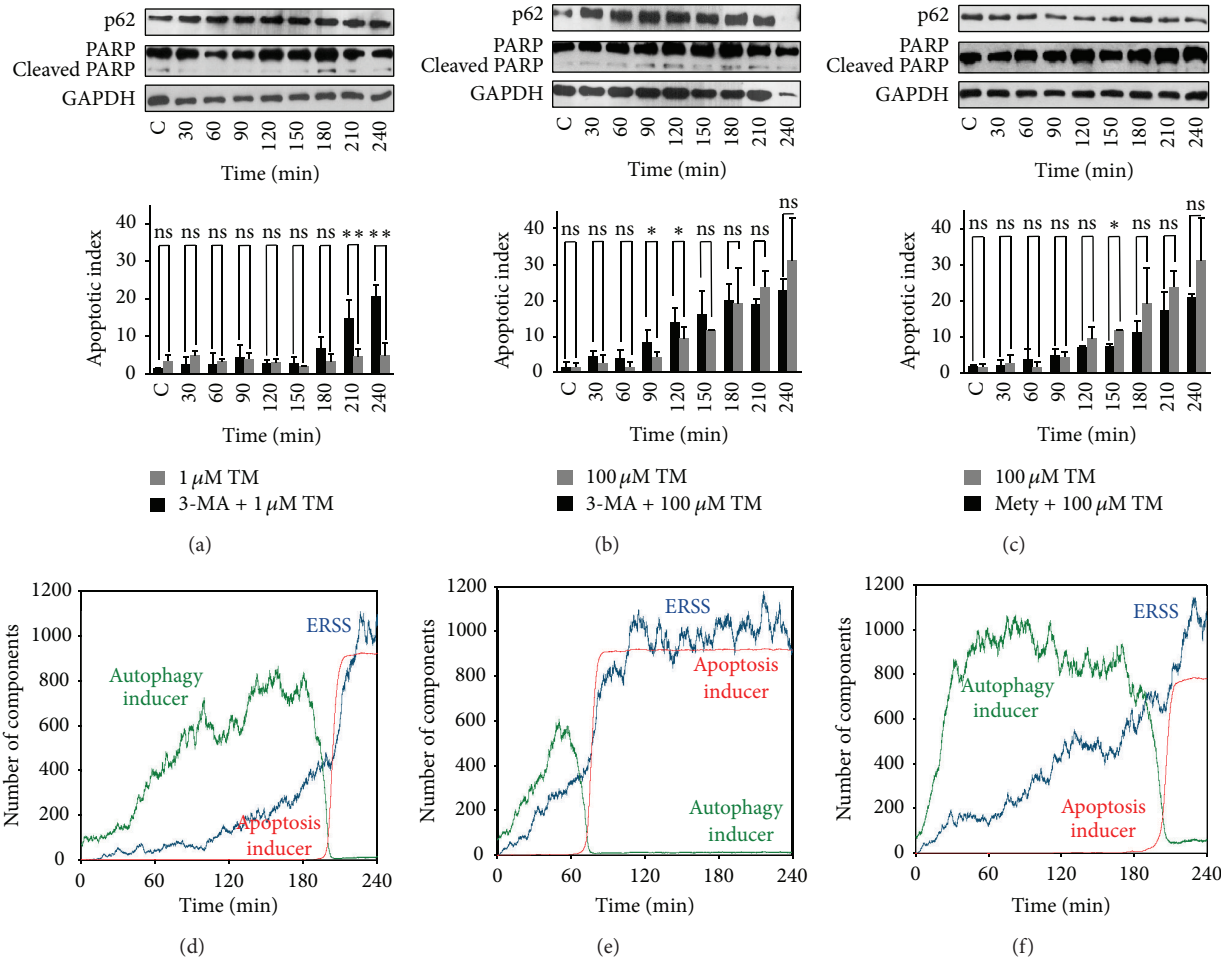 p62
PARP
Cleaved PARP
GAPDH
C 30 60 90 120 150 180 210 240
Time (min)
40
30
20
10
0
Apoptotic index
ns ns ns ns ns ns ns ** **
C 30 60 90 120 150 180 210 240
Time (min)
1 μM TM
3-MA + 1 μM TM
(a)
p62
PARP
Cleaved PARP
GAPDH
C 30 60 90 120 150 180 210 240
Time (min)
40
30
20
10
0
Apoptotic index
ns ns ns * * ns ns ns ns
C 30 60 90 120 150 180 210 240
Time (min)
100 μM TM
3-MA + 100 μM TM
(b)
p62
PARP
Cleaved PARP
GAPDH
C 30 60 90 120 150 180 210 240
Time (min)
40
30
20
10
0
Apoptotic index
ns ns ns ns ns * ns ns ns
C 30 60 90 120 150 180 210 240
Time (min)
100 μM TM
Mety + 100 μM TM
(c)
1200
1000
800
600
400
200
0
Number of components
ERSS
Autophagy
inducer
Apoptosis
inducer
0 60 120 180 240
Time (min)
(d)
1200
1000
800
600
400
200
0
Number of components
ERSS
Apoptosis
inducer
Autophagy
inducer
0 60 120 180 240
Time (min)
(e)
1200
1000
800
600
400
200
0
Number of components
ERSS
Autophagy
inducer
Apoptosis
inducer
0 60 120 180 240
Time (min)
(f)